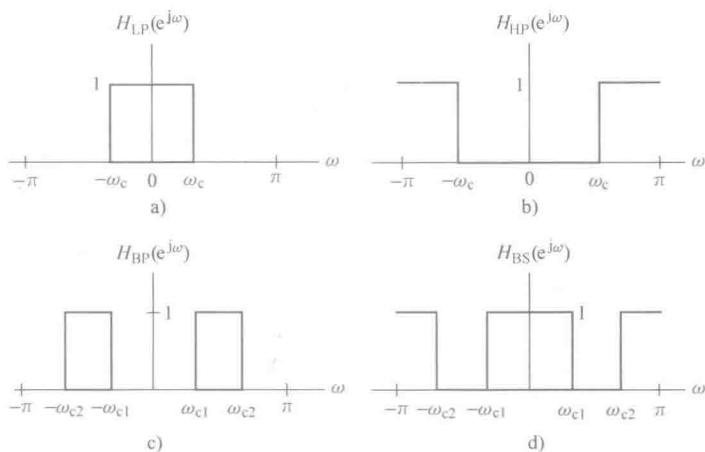 H_LP(e^jω)
1
−π −ω_c 0 ω_c π ω
a)
H_HP(e^jω)
1
−π −ω_c 0 ω_c π ω
b)
H_BP(e^jω)
1
−π −ω_c2 −ω_c1 ω_c1 ω_c2 π ω
c)
H_BS(e^jω)
1
−π −ω_c2 −ω_c1 ω_c1 ω_c2 π ω
d)